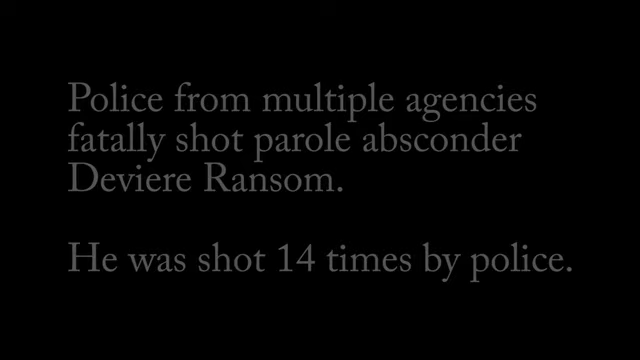 Police from multiple agencies
fatally shot parole absconder
Deviere Ransom.
He was shot 14 times by police.